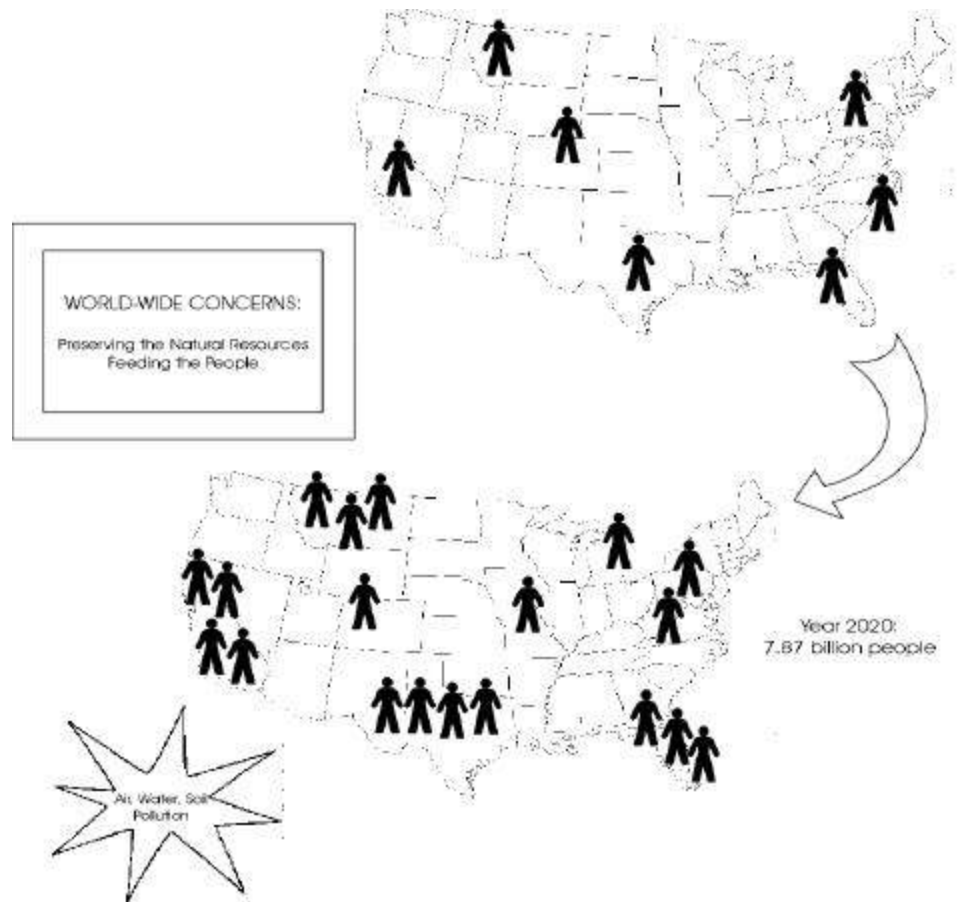 WORLD-WIDE CONCERNS:
Preserving the Natural Resources
Feeding the People
Year 2020:
7.87 billion people
Air, Water, Soil
Pollution